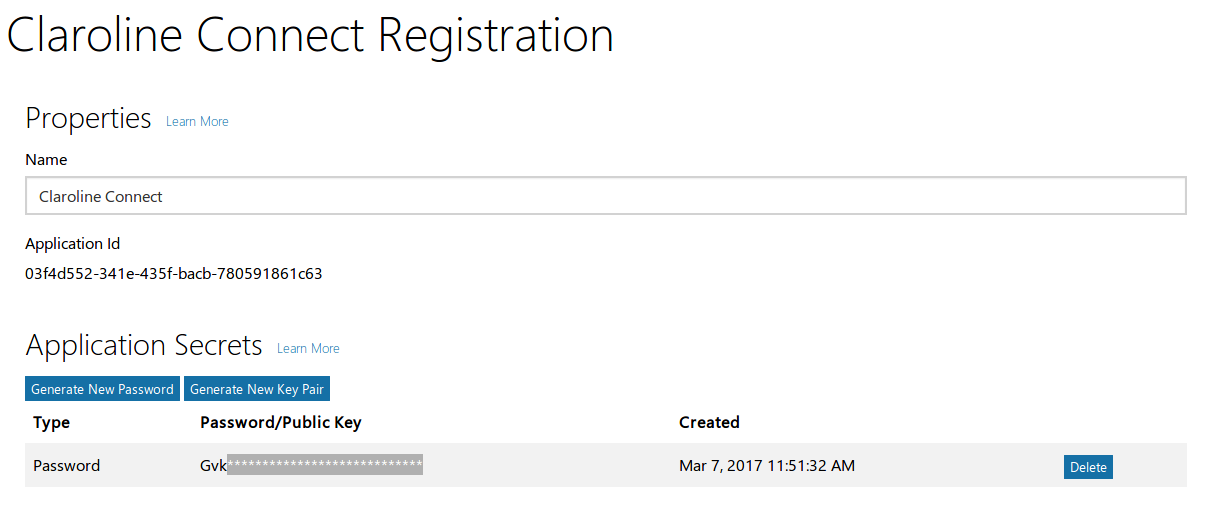 Claroline Connect Registration
Properties Learn More
Name
Claroline Connect
Application Id
03f4d552-341e-435f-bacb-780591861c63
Application Secrets Learn More
Generate New Password Generate New Key Pair
Type Password/Public Key Created
Password Gvk**************************** Mar 7, 2017 11:51:32 AM Delete